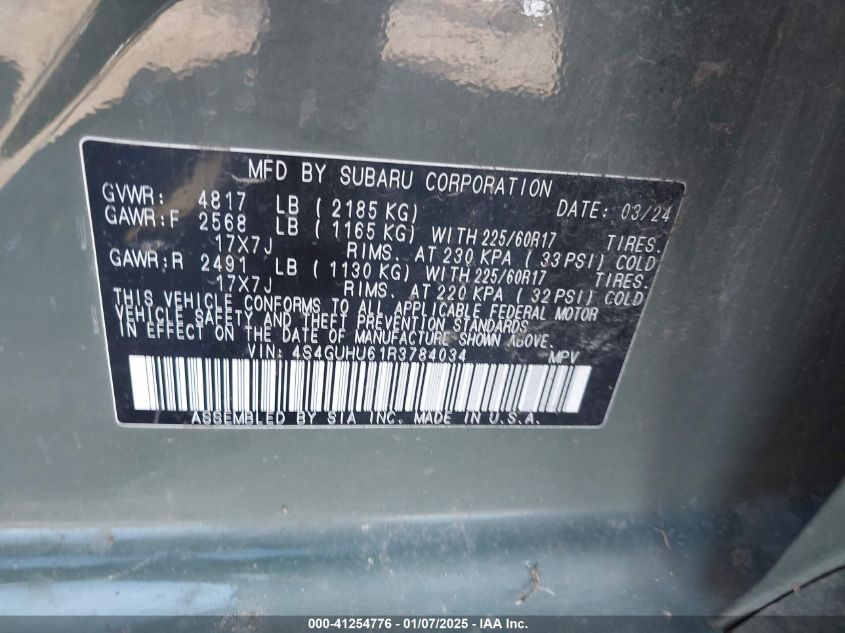 MFD BY SUBARU CORPORATION
GVWR: 4817 LB ( 2185 KG) DATE: 03/24
GAWR:F 2568 LB ( 1165 KG) WITH 225/60R17 TIRES.
17X7J RIMS. AT 230 KPA ( 33 PSI) COLD
GAWR:R 2491 LB ( 1130 KG) WITH 225/60R17 TIRES.
17X7J RIMS. AT 220 KPA ( 32 PSI) COLD
THIS VEHICLE CONFORMS TO ALL APPLICABLE FEDERAL MOTOR
VEHICLE SAFETY AND THEFT PREVENTION STANDARDS
IN EFFECT ON THE DATE OF MANUFACTURE SHOWN ABOVE.
VIN: 4S4GUHU61R3784034 MPV
ASSEMBLED BY SIA INC. MADE IN U.S.A.
000-41254776 - 01/07/2025 - IAA Inc.